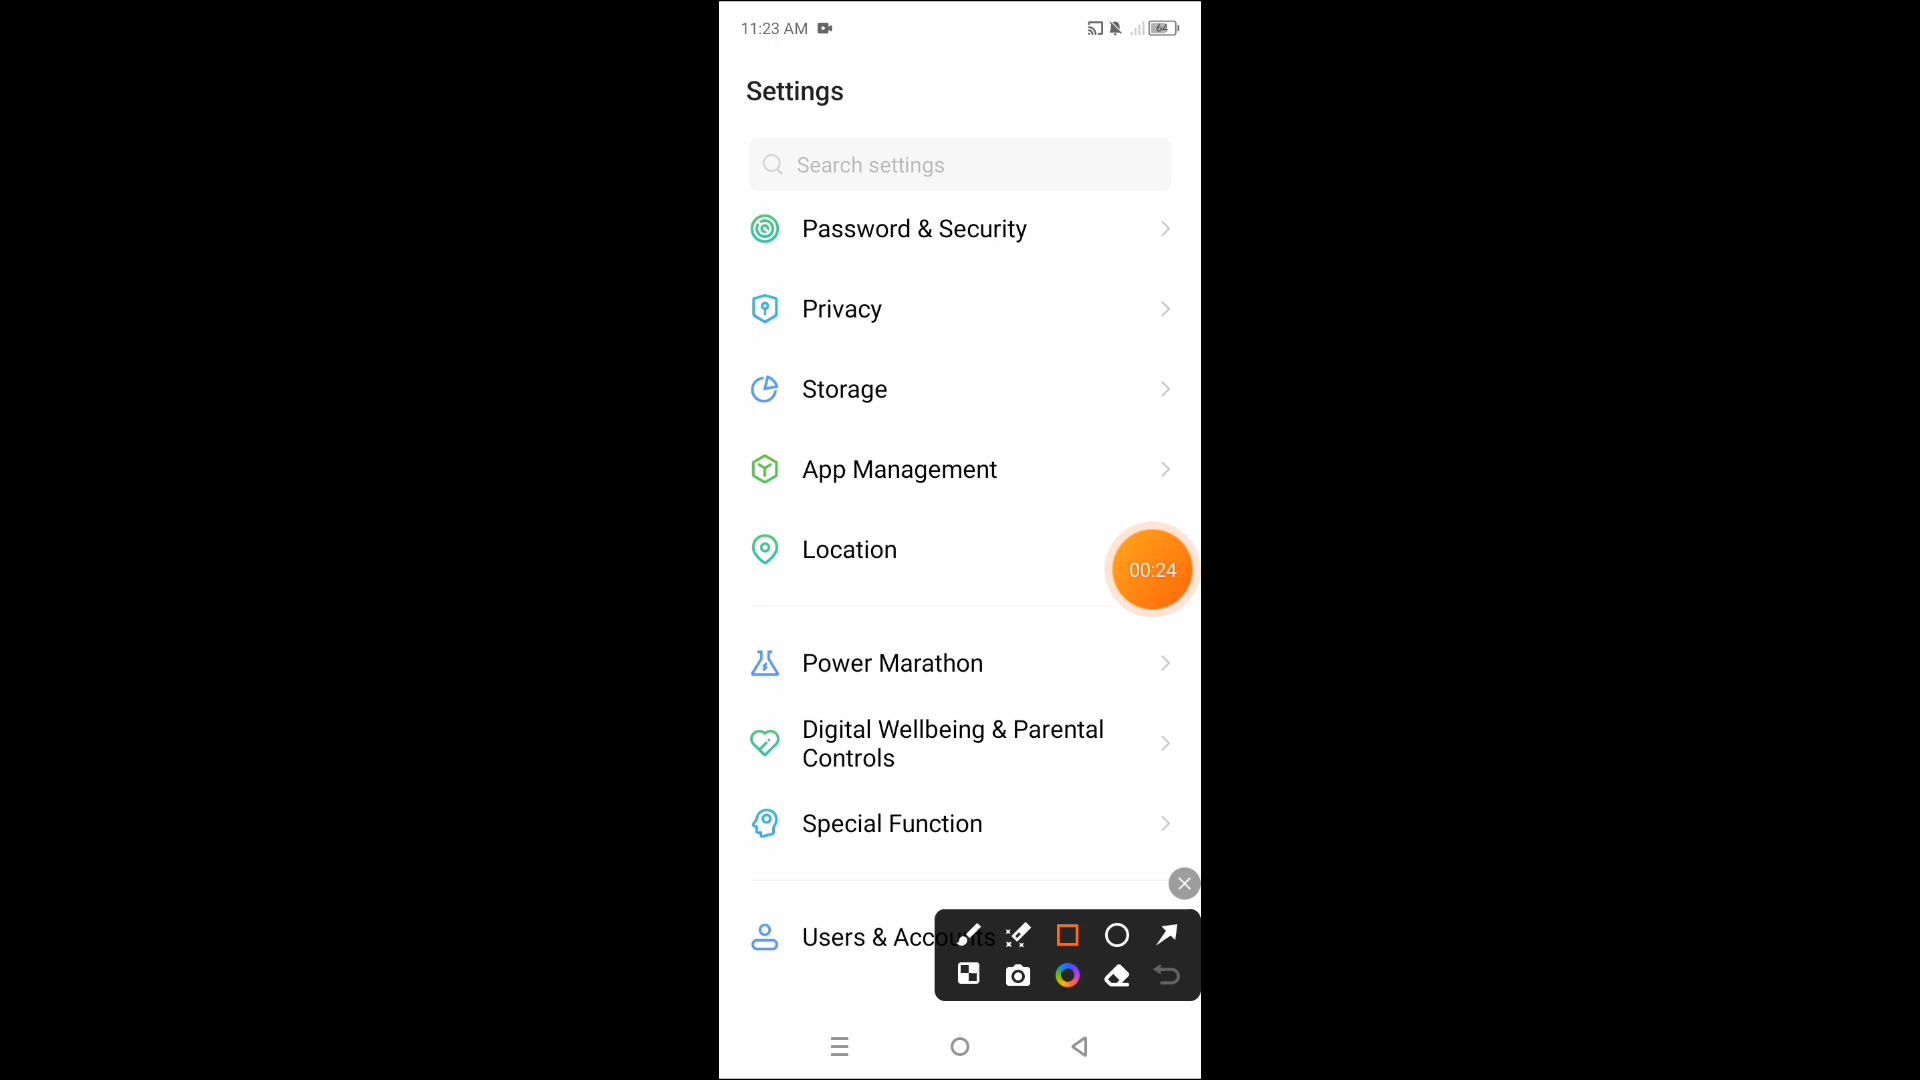 11:23 AM
64
Settings
Search settings
Password & Security
Privacy
Storage
App Management
Location
00:24
Power Marathon
Digital Wellbeing & Parental
Controls
Special Function
Users & Accounts